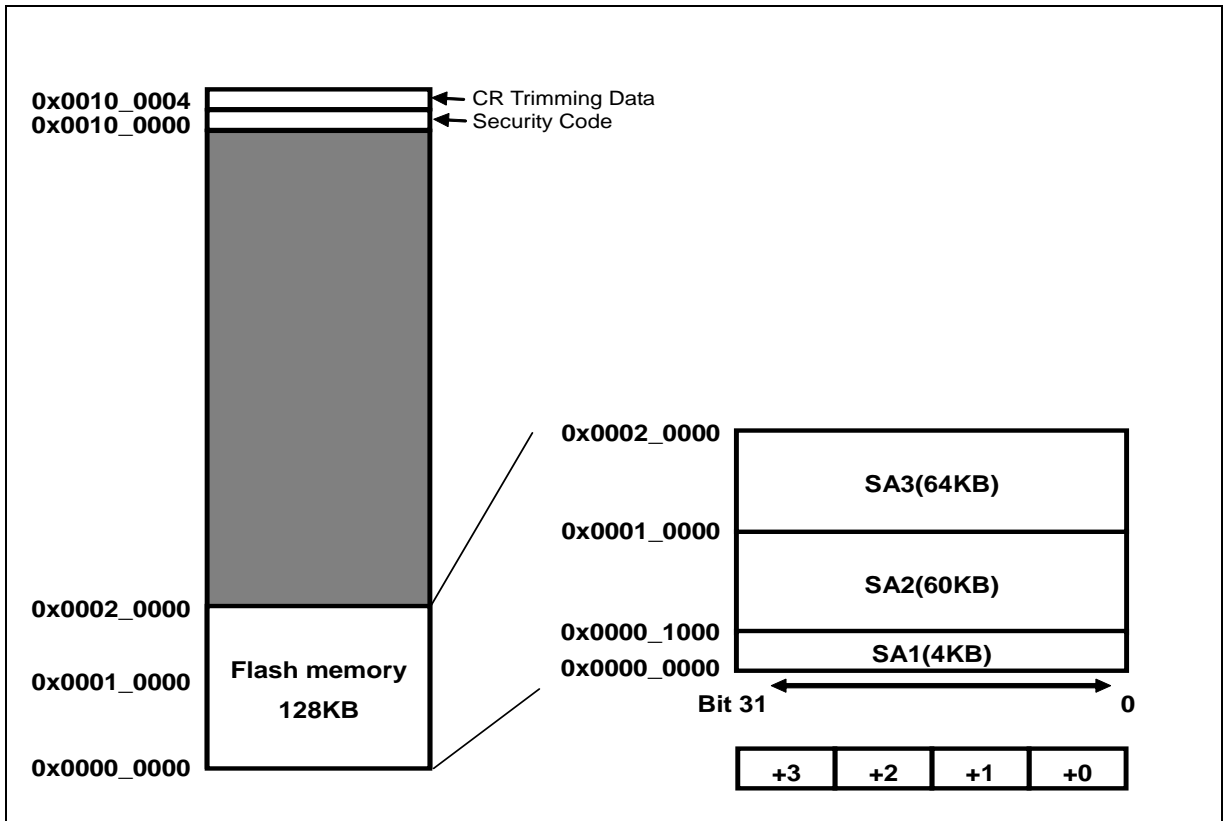 0x0010_0004
CR Trimming Data
0x0010_0000
Security Code
0x0002_0000
0x0001_0000
0x0000_0000
Flash memory
128KB
0x0002_0000
SA3(64KB)
0x0001_0000
SA2(60KB)
0x0000_1000
SA1(4KB)
0x0000_0000
Bit 31
0
+3 +2 +1 +0